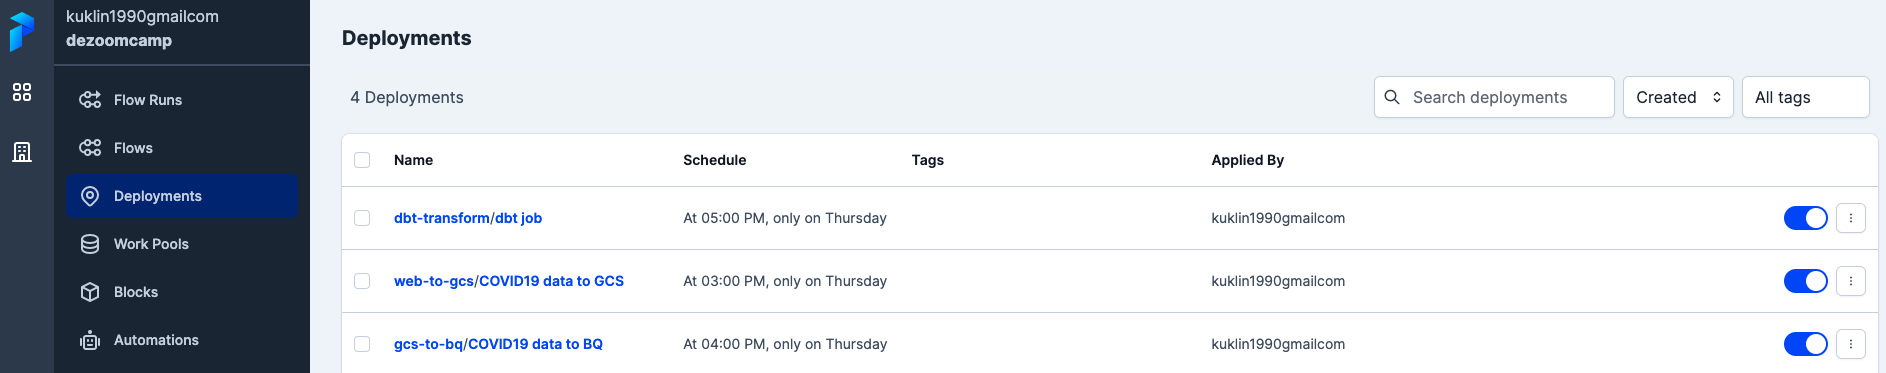 kuklin1990gmailcom
dezoomcamp
Flow Runs
Flows
Deployments
Work Pools
Blocks
Automations
Deployments
4 Deployments
Search deployments
Created
All tags
Name Schedule Tags Applied By
dbt-transform/dbt job At 05:00 PM, only on Thursday kuklin1990gmailcom
web-to-gcs/COVID19 data to GCS At 03:00 PM, only on Thursday kuklin1990gmailcom
gcs-to-bq/COVID19 data to BQ At 04:00 PM, only on Thursday kuklin1990gmailcom